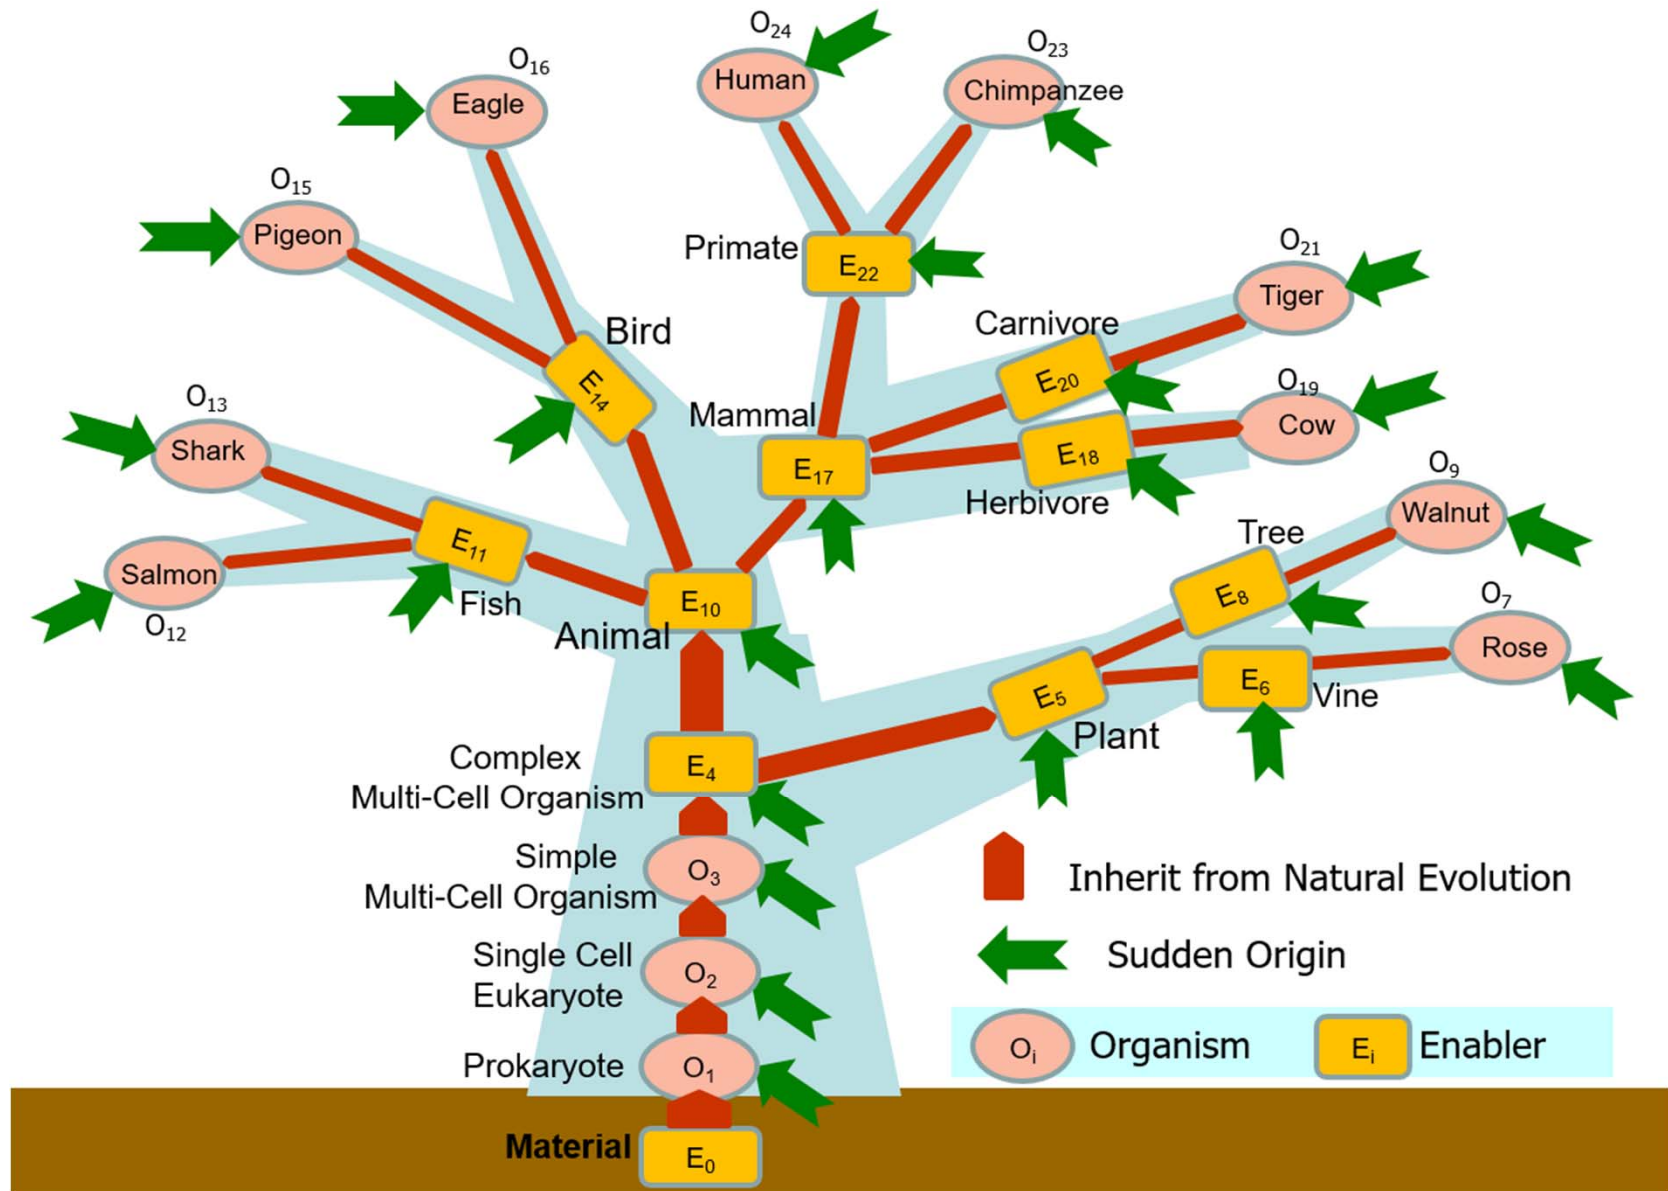 O24
Human
O23
Chimpanzee
O16
Eagle
O15
Pigeon
Primate
E22
O21
Tiger
Bird
E14
Carnivore
E20
O19
Cow
O13
Shark
Mammal
E17
E18
Herbivore
O9
Walnut
Tree
E8
E11
Fish
Salmon
O12
E10
Animal
O7
Rose
E5
Plant
E6
Vine
Complex
Multi-Cell Organism
E4
Simple
Multi-Cell Organism
O3
Inherit from Natural Evolution
Single Cell
Eukaryote
O2
Sudden Origin
Prokaryote
O1
Oi
Organism
Ei
Enabler
Material
E0